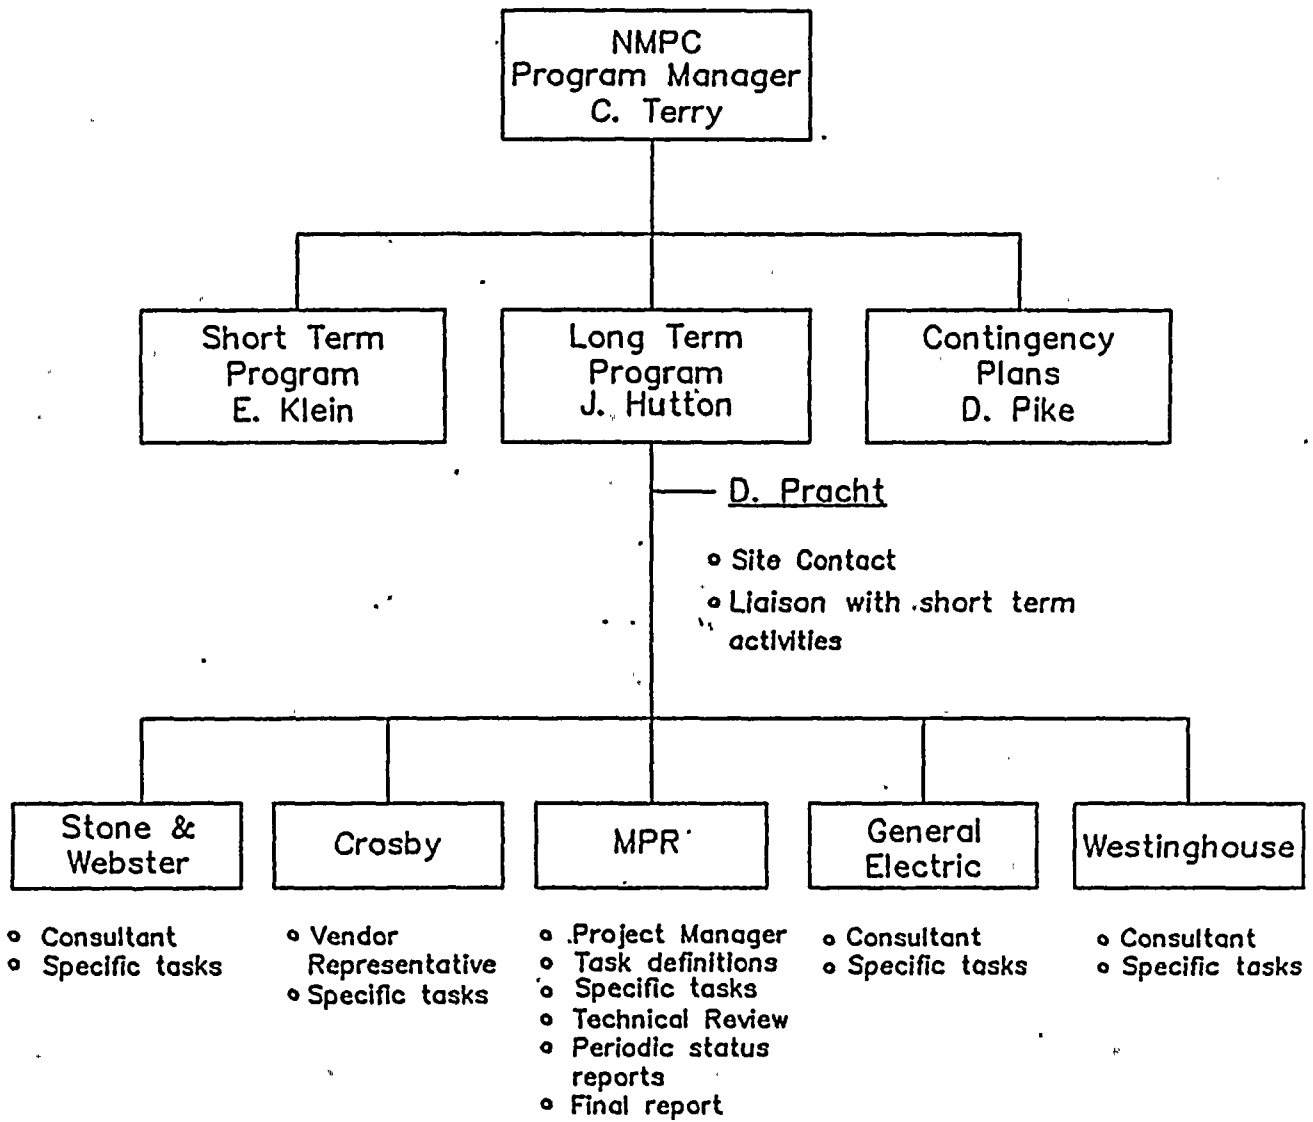 NMPC
Program Manager
C. Terry
Short Term
Program
E. Klein
Long Term
Program
J. Hutton
Contingency
Plans
D. Pike
D. Pracht
o Site Contact
o Liaison with short term
activities
Stone &
Webster
Crosby
MPR
General
Electric
Westinghouse
o Consultant
o Specific tasks
o Vendor
Representative
o Specific tasks
o Project Manager
o Task definitions
o Specific tasks
o Technical Review
o Periodic status
reports
o Final report
o Consultant
o Specific tasks
o Consultant
o Specific tasks